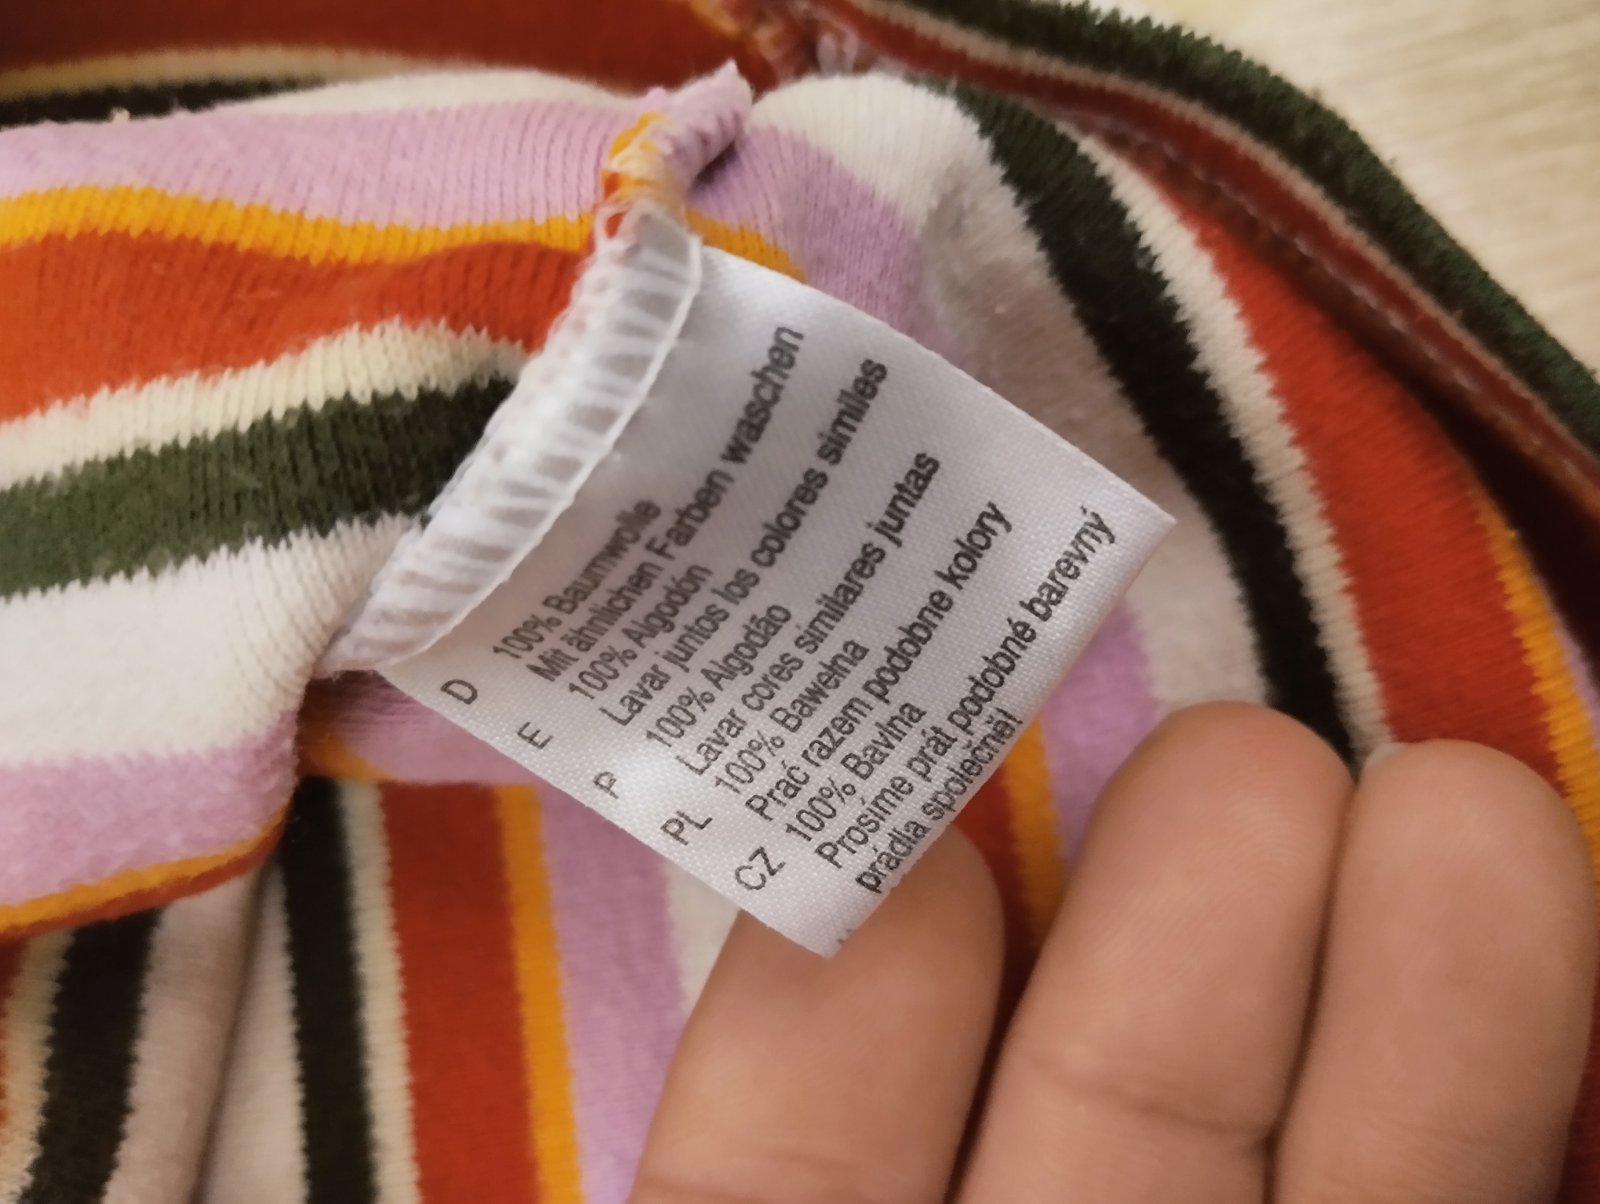 D 100% Baumwolle
Mit ähnlichen Farben waschen
E 100% Algodón
Lavar juntos los colores similes
P 100% Algodão
Lavar cores similares juntas
PL 100% Bawełna
Prać razem podobne kolory
CZ 100% Bavlna
Prosíme prát podobné barevný
prádla společně!